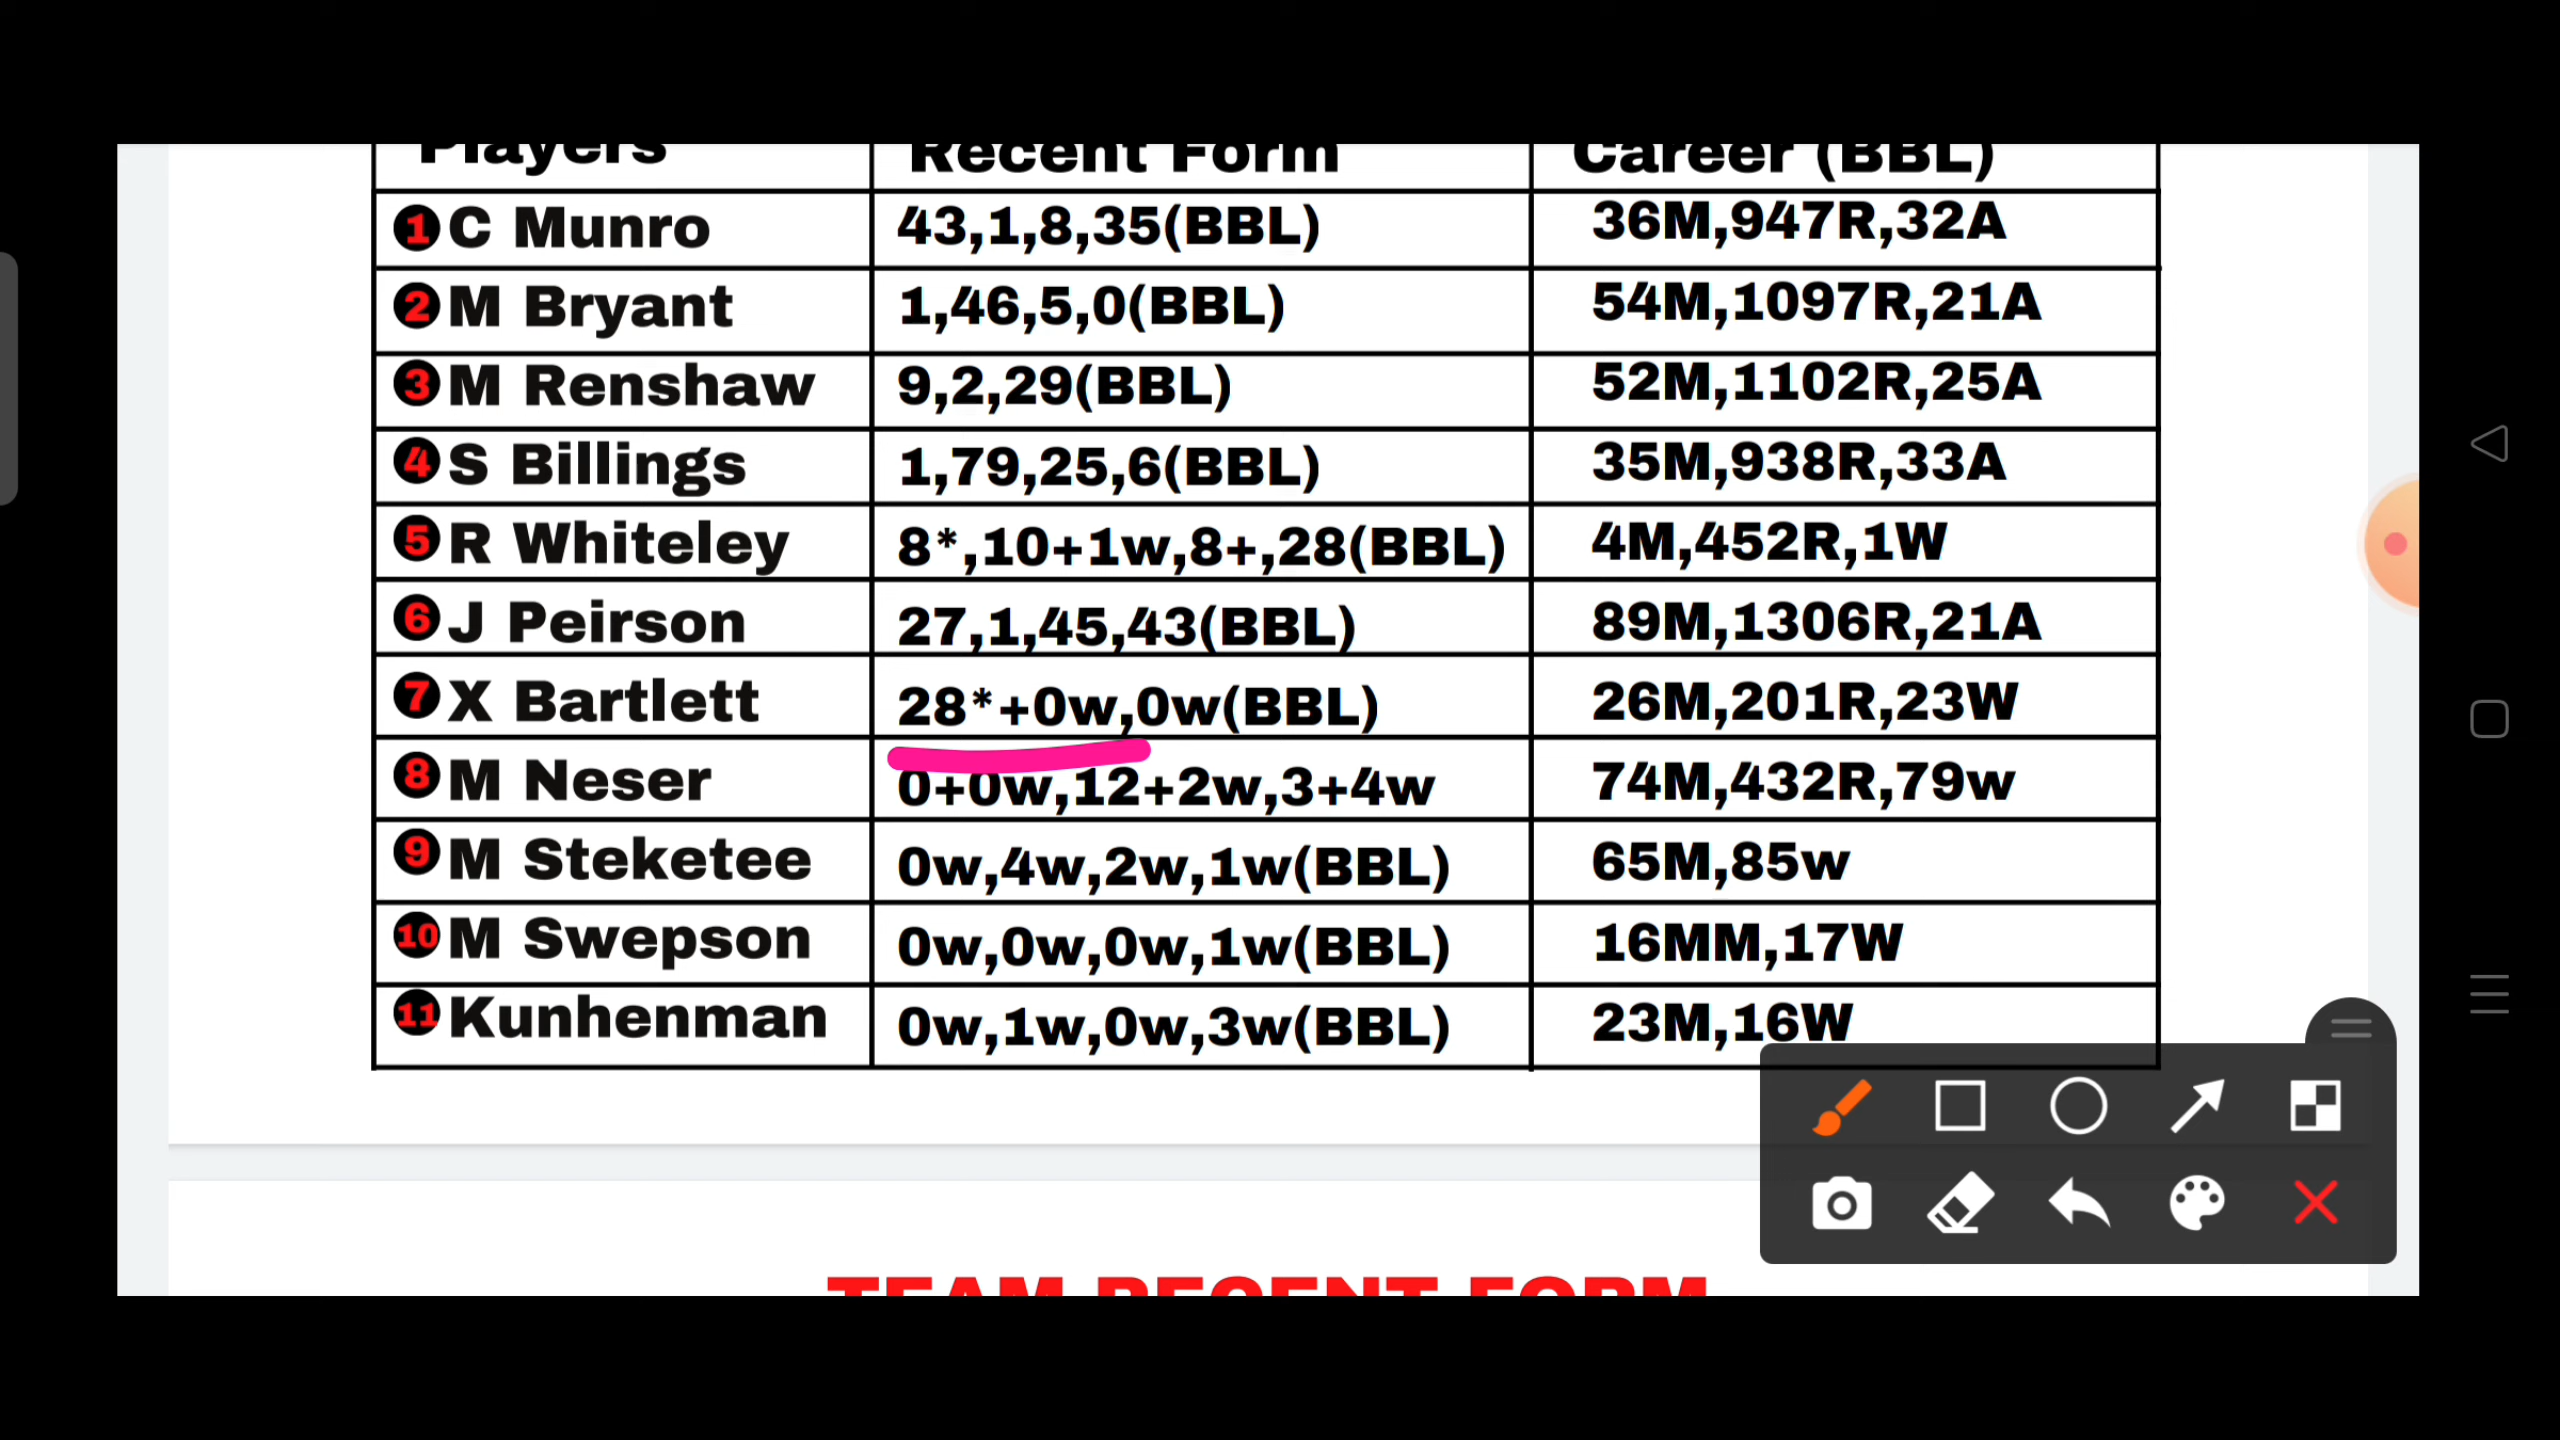 Players Recent Form Career (BBL)
1 C Munro 43,1,8,35(BBL) 36M,947R,32A
2 M Bryant 1,46,5,0(BBL) 54M,1097R,21A
3 M Renshaw 9,2,29(BBL) 52M,1102R,25A
4 S Billings 1,79,25,6(BBL) 35M,938R,33A
5 R Whiteley 8*,10+1w,8+,28(BBL) 4M,452R,1W
6 J Peirson 27,1,45,43(BBL) 89M,1306R,21A
7 X Bartlett 28*+0w,0w(BBL) 26M,201R,23W
8 M Neser 0+0w,12+2w,3+4w 74M,432R,79w
9 M Steketee 0w,4w,2w,1w(BBL) 65M,85w
10 M Swepson 0w,0w,0w,1w(BBL) 16MM,17W
11 Kunhenman 0w,1w,0w,3w(BBL) 23M,16W
TEAM RECENT FORM